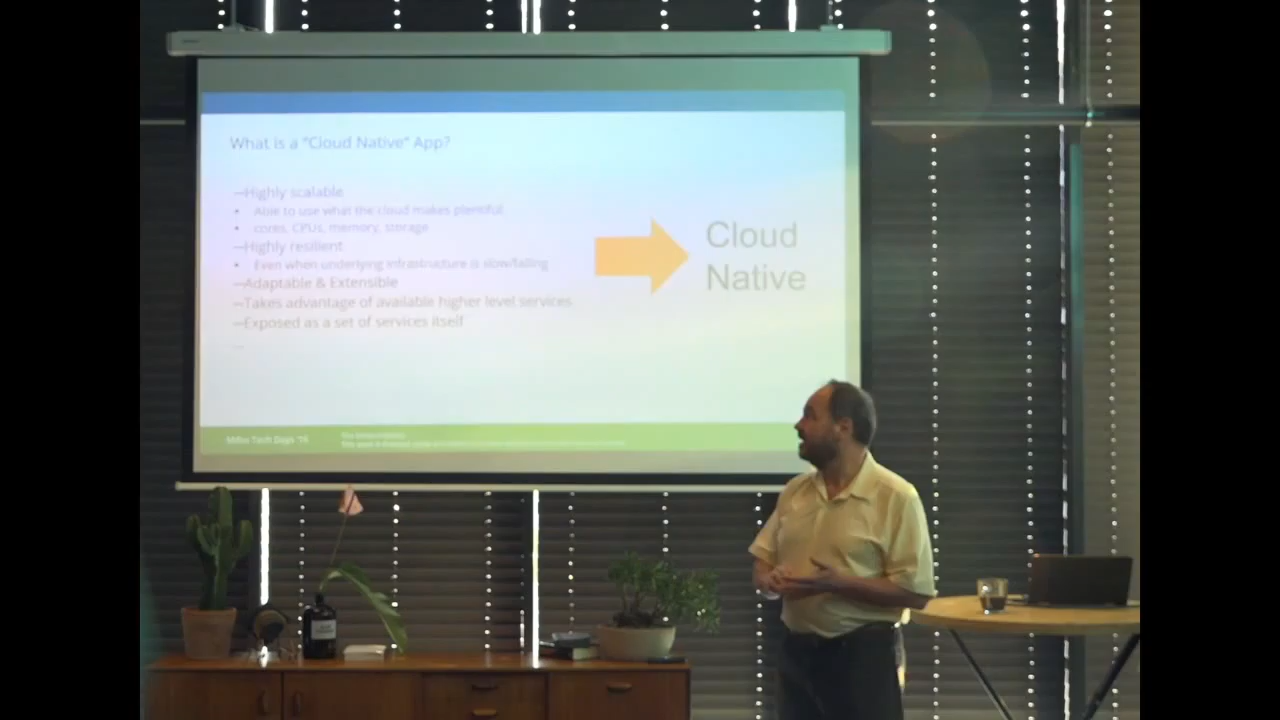 What is a "Cloud Native" App?
—Highly scalable
• Able to use what the cloud makes plentiful
• cores, CPUs, memory, storage
—Highly resilient
• Even when underlying infrastructure is slow/failing
—Adaptable & Extensible
—Takes advantage of available higher level services
—Exposed as a set of services itself
...
Cloud
Native
Tech Days '15